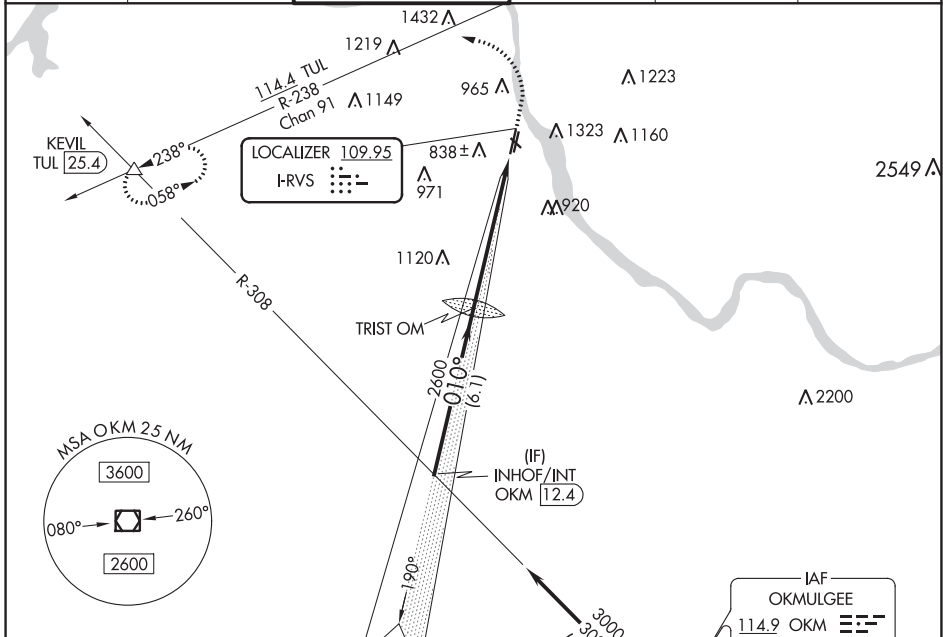 1432
1219
114.4 TUL
R-238
Chan 91
1149
965
1223
KEVIL
TUL 25.4
238°
058°
LOCALIZER 109.95
I-RVS
838±
971
1323
1160
2549
920
1120
R-308
TRIST OM
2600
010°
(6.1)
2200
MSA OKM 25 NM
3600
080°
260°
2600
(IF)
INHOF/INT
OKM 12.4
190°
3000
IAF
OKMULGEE
114.9 OKM